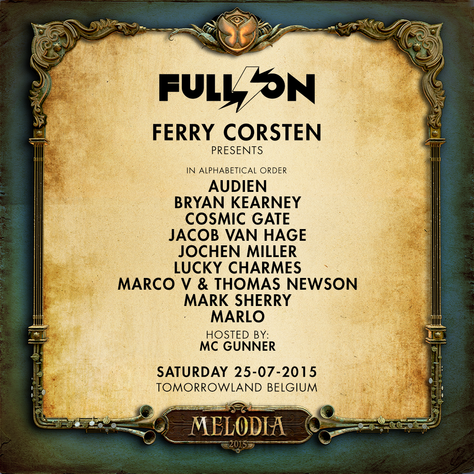 FULL ON
FERRY CORSTEN
PRESENTS
IN ALPHABETICAL ORDER
AUDIEN
BRYAN KEARNEY
COSMIC GATE
JACOB VAN HAGE
JOCHEN MILLER
LUCKY CHARMES
MARCO V & THOMAS NEWSON
MARK SHERRY
MARLO
HOSTED BY:
MC GUNNER
SATURDAY 25-07-2015
TOMORROWLAND BELGIUM
MELODIA
2015